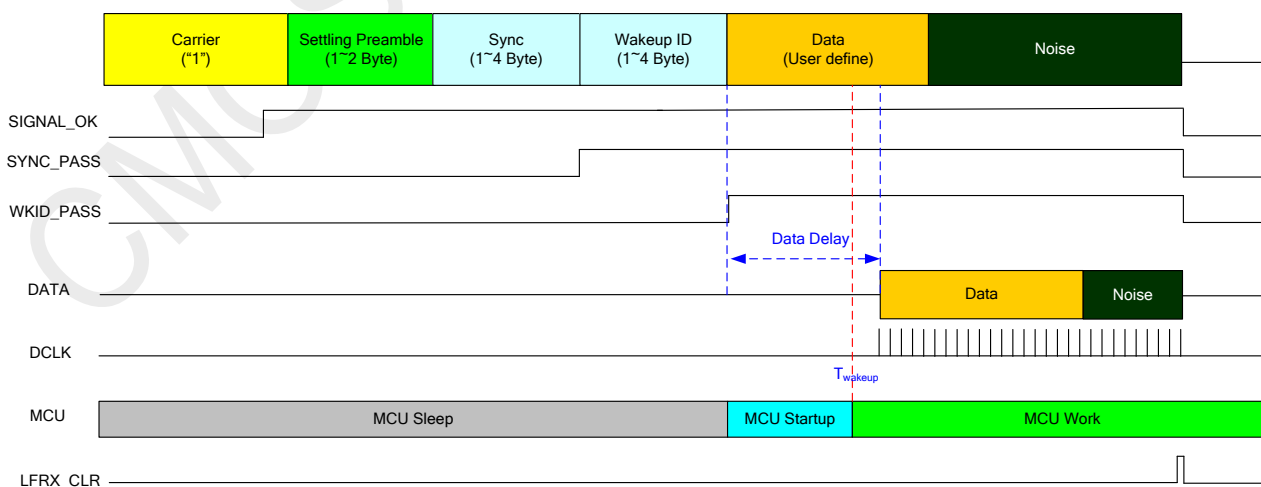 Carrier
("1")
Settling Preamble
(1~2 Byte)
Sync
(1~4 Byte)
Wakeup ID
(1~4 Byte)
Data
(User define)
Noise
SIGNAL_OK
SYNC_PASS
WKID_PASS
Data Delay
DATA
Data
Noise
DCLK
Twakeup
MCU
MCU Sleep
MCU Startup
MCU Work
LFRX_CLR